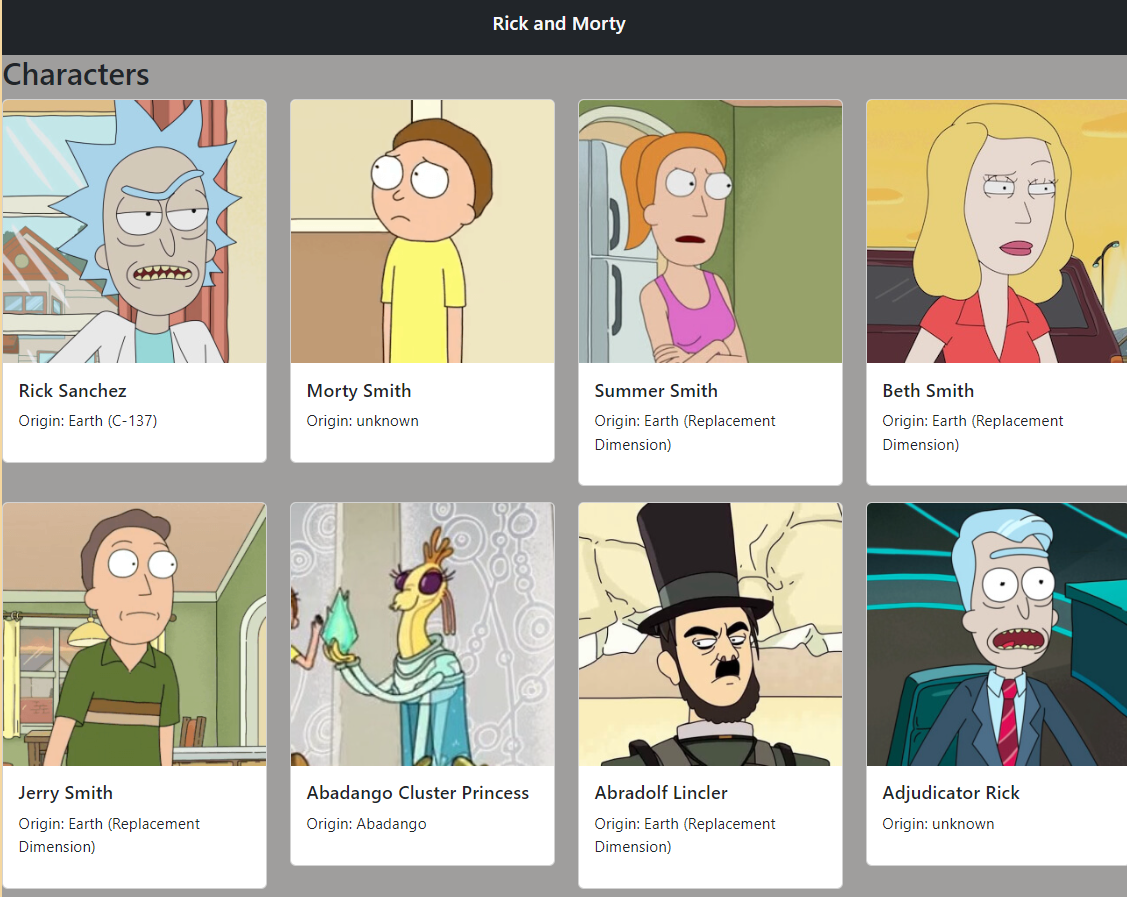 Rick and Morty
Characters
Rick Sanchez
Origin: Earth (C-137)
Morty Smith
Origin: unknown
Summer Smith
Origin: Earth (Replacement
Dimension)
Beth Smith
Origin: Earth (Replacement
Dimension)
Jerry Smith
Origin: Earth (Replacement
Dimension)
Abadango Cluster Princess
Origin: Abadango
Abradolf Lincler
Origin: Earth (Replacement
Dimension)
Adjudicator Rick
Origin: unknown